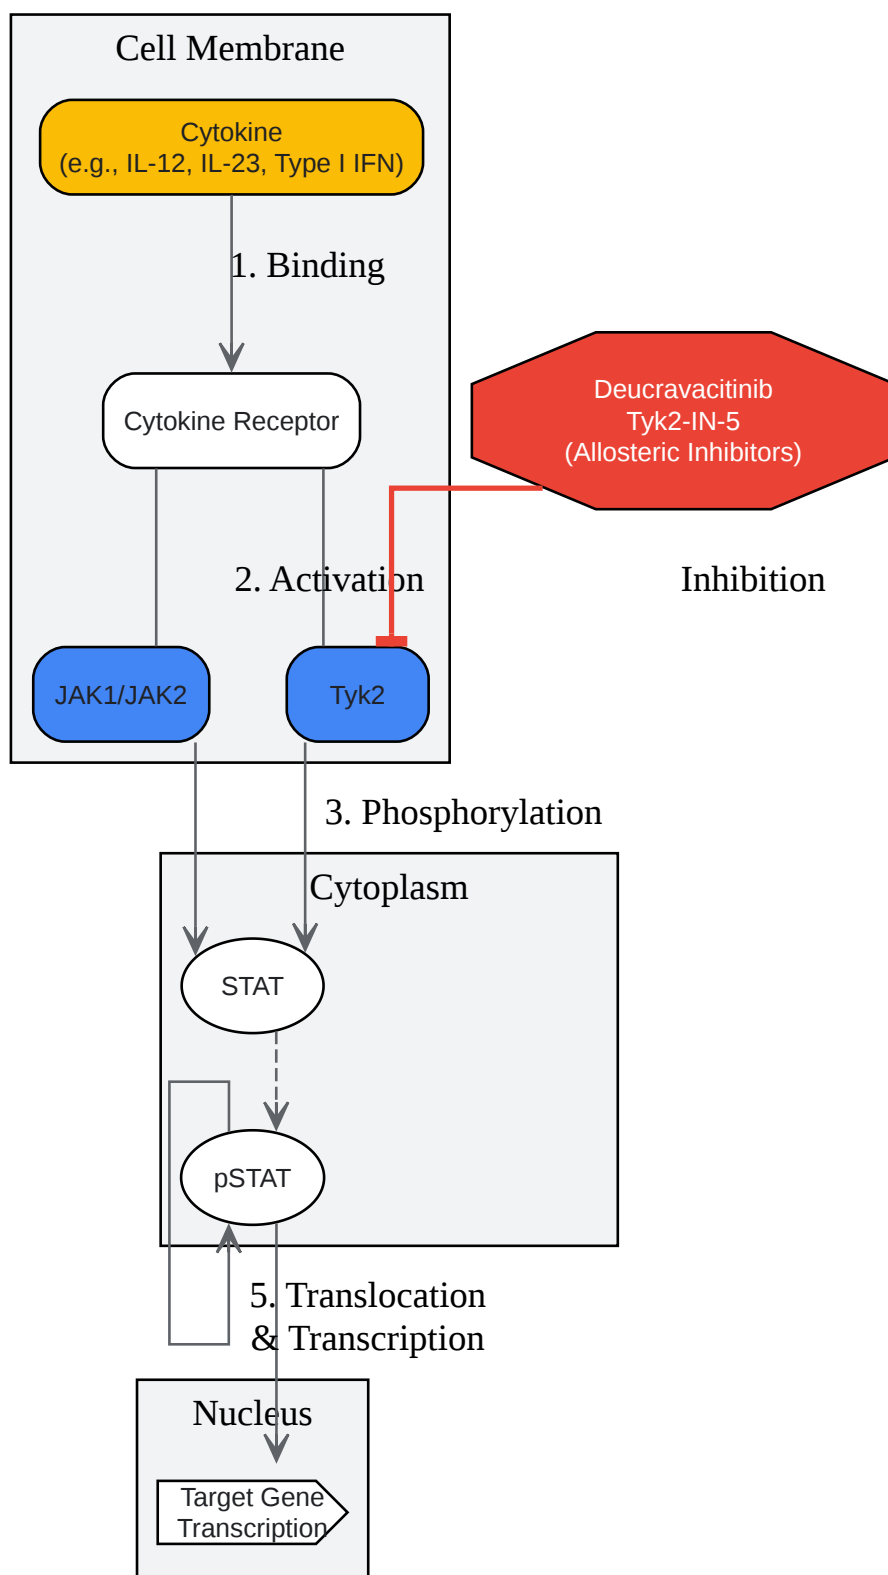 Cell Membrane
Cytokine
(e.g., IL-12, IL-23, Type I IFN)
1. Binding
Cytokine Receptor
Deucravacitinib
Tyk2-IN-5
(Allosteric Inhibitors)
2. Activation
Inhibition
JAK1/JAK2
Tyk2
3. Phosphorylation
Cytoplasm
STAT
pSTAT
5. Translocation
& Transcription
Nucleus
Target Gene
Transcription